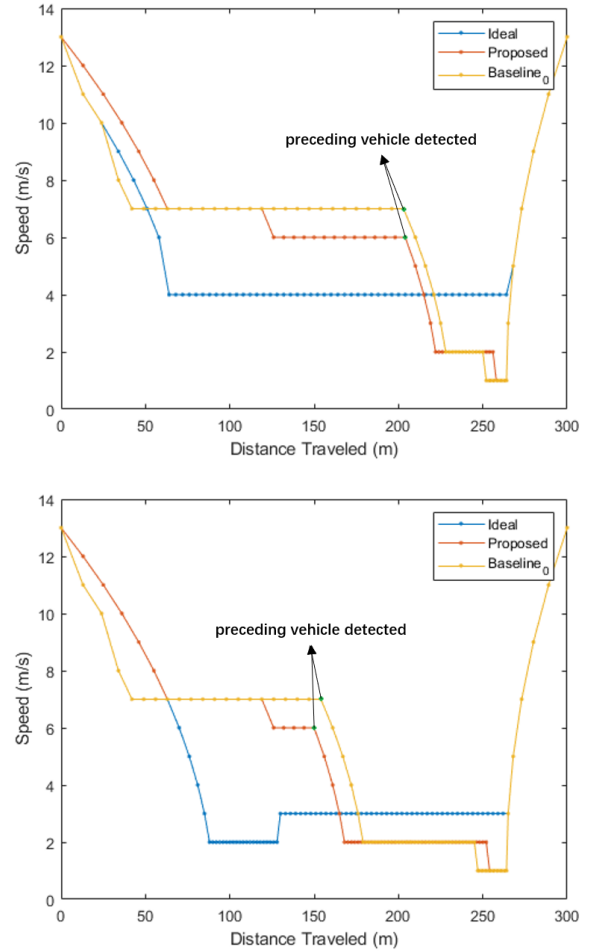 14
12
10
8
6
4
2
0
Speed (m/s)
Ideal
Proposed
Baseline0
preceding vehicle detected
0 50 100 150 200 250 300
Distance Traveled (m)
14
12
10
8
6
4
2
0
Speed (m/s)
Ideal
Proposed
Baseline0
preceding vehicle detected
0 50 100 150 200 250 300
Distance Traveled (m)